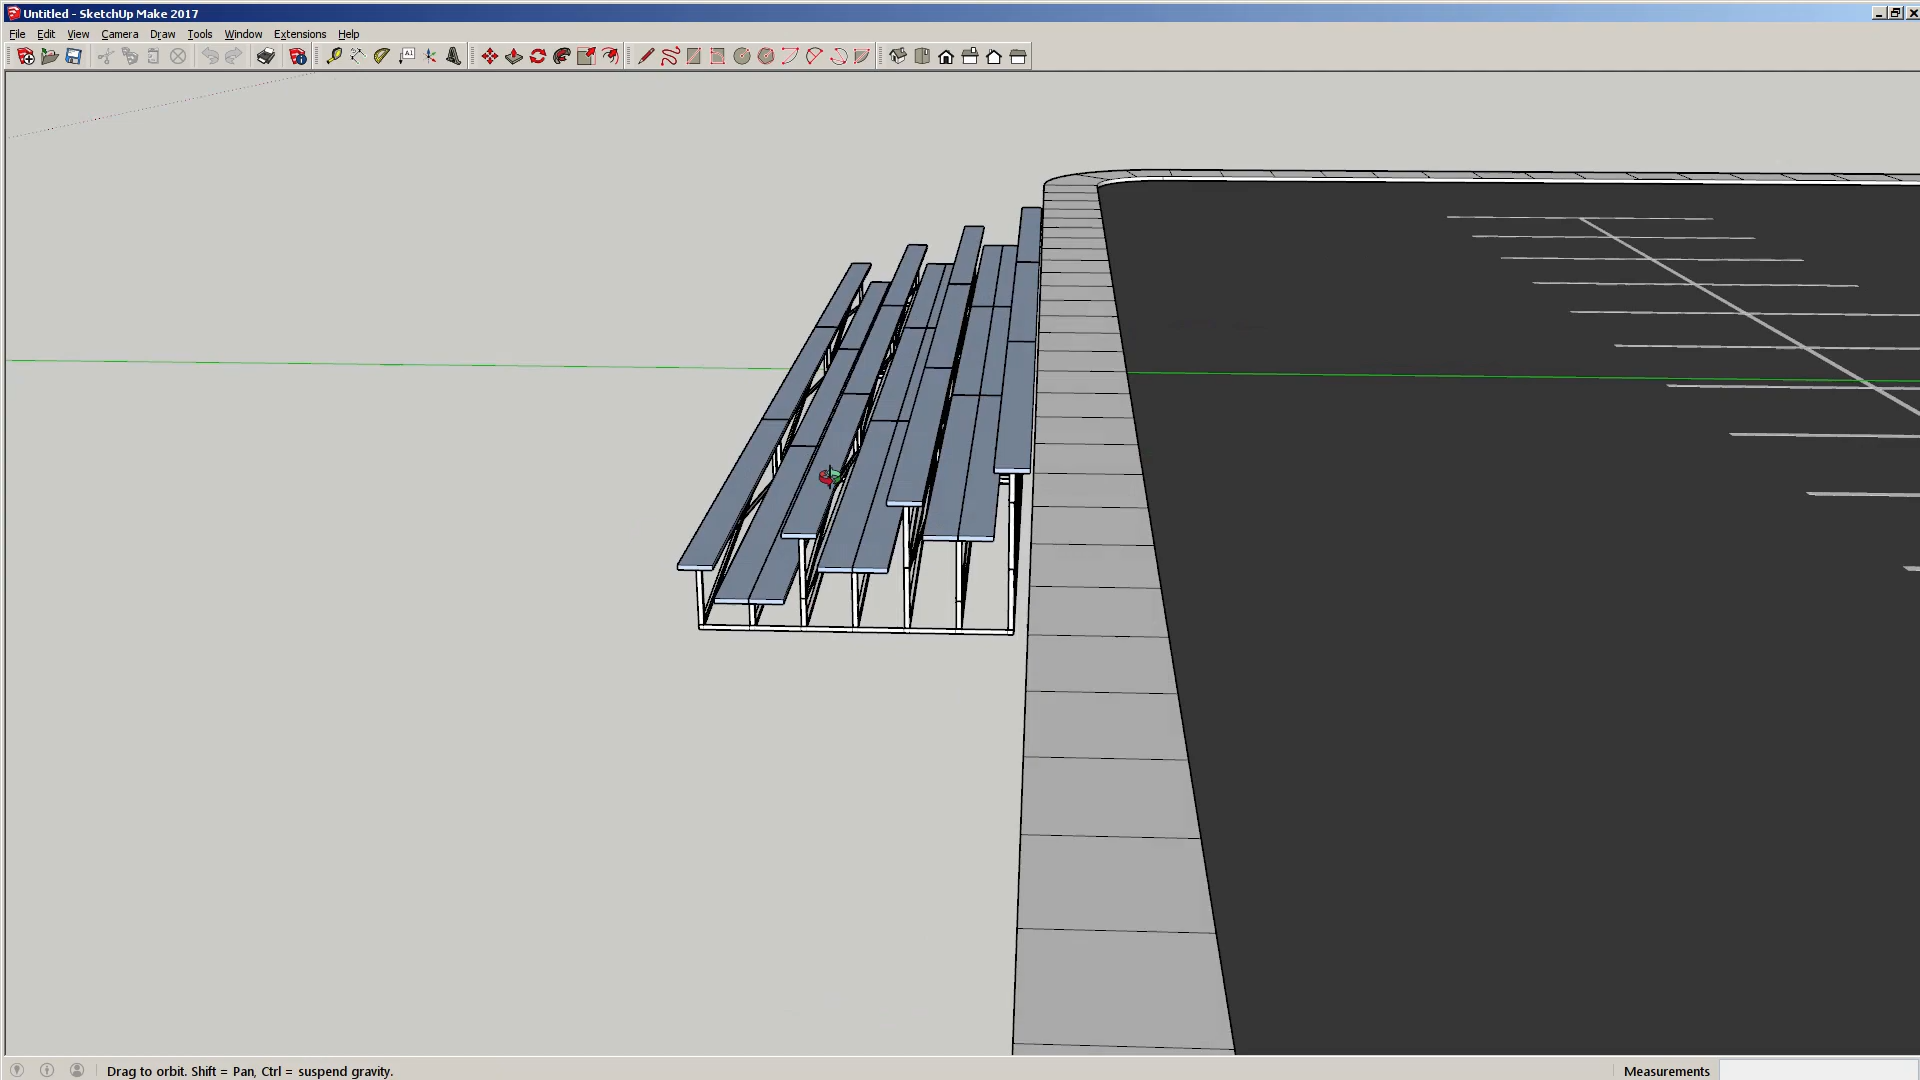 Untitled - SketchUp Make 2017
File Edit View Camera Draw Tools Window Extensions Help
Drag to orbit. Shift = Pan, Ctrl = suspend gravity.
Measurements